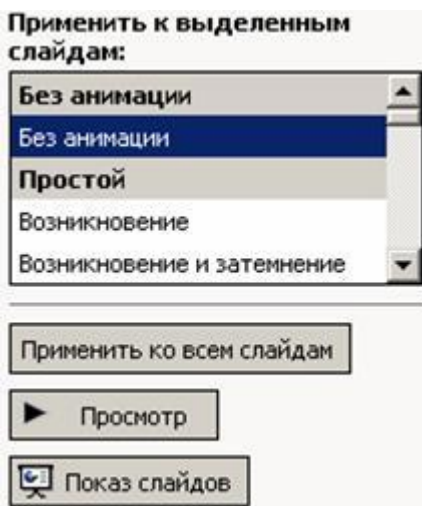 Применить к выделенным
слайдам:
Без анимации
Без анимации
Простой
Возникновение
Возникновение и затемнение
Применить ко всем слайдам
Просмотр
Показ слайдов